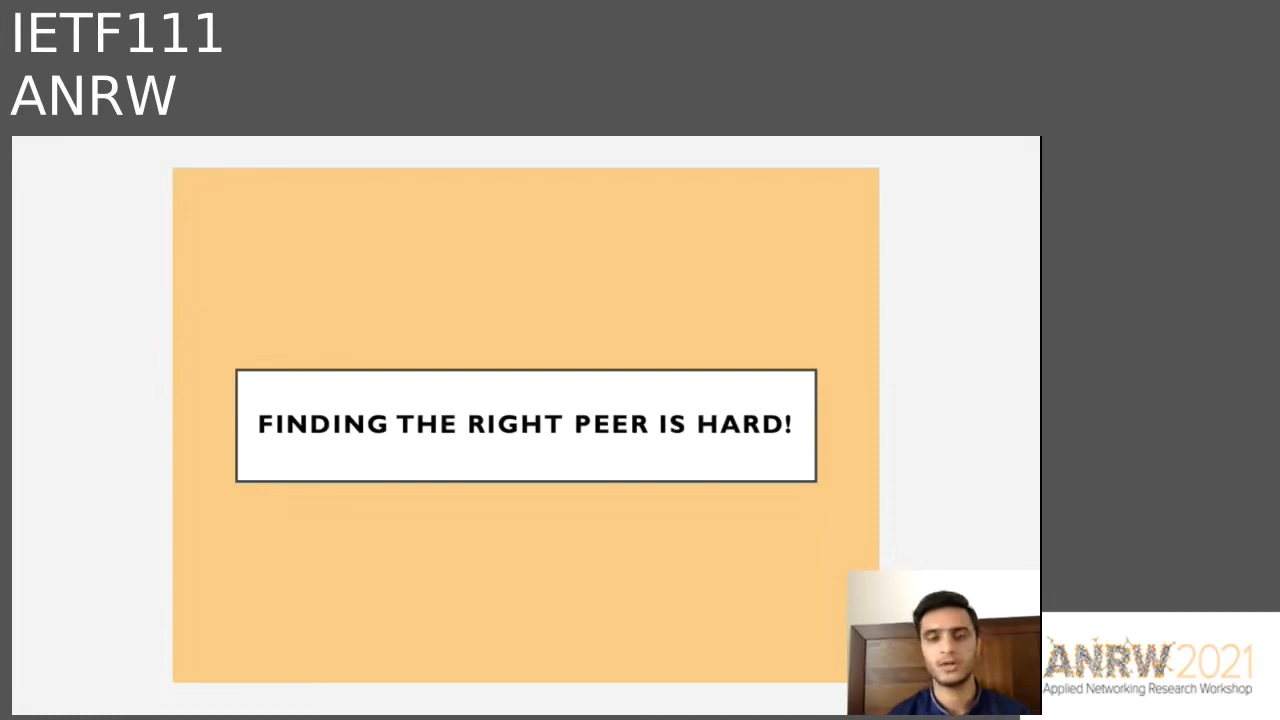 IETF111
ANRW
FINDING THE RIGHT PEER IS HARD!
ANRW2021
Applied Networking Research Workshop